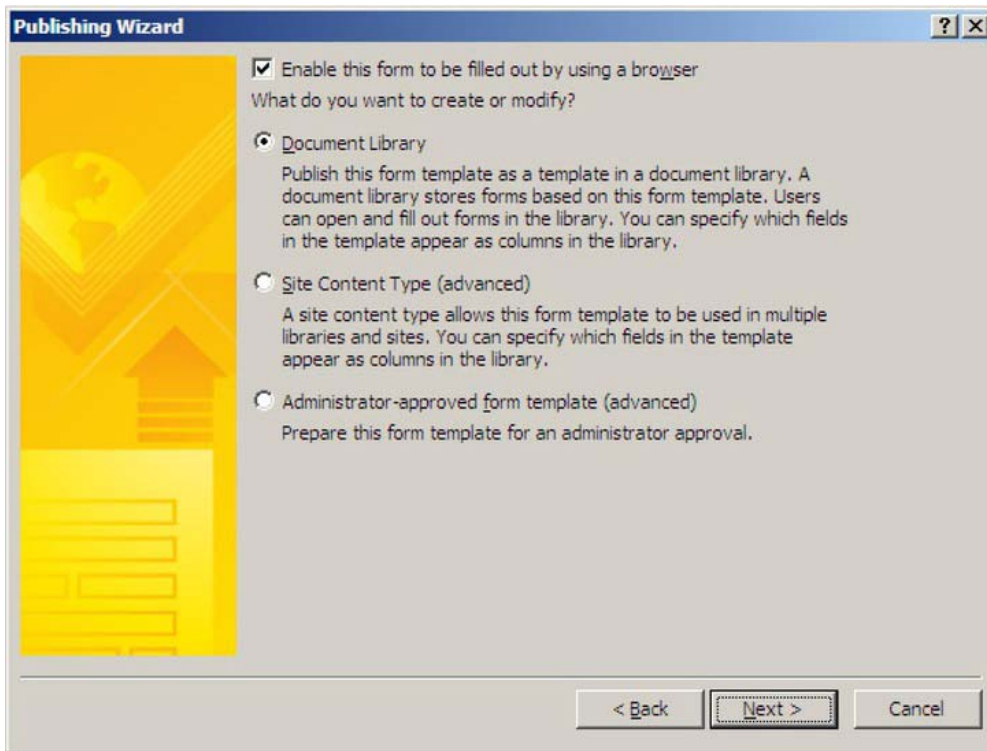 Publishing Wizard
Enable this form to be filled out by using a browser
What do you want to create or modify?
Document Library
Publish this form template as a template in a document library. A
document library stores forms based on this form template. Users
can open and fill out forms in the library. You can specify which fields
in the template appear as columns in the library.
Site Content Type (advanced)
A site content type allows this form template to be used in multiple
libraries and sites. You can specify which fields in the template
appear as columns in the library.
Administrator-approved form template (advanced)
Prepare this form template for an administrator approval.
< Back Next > Cancel